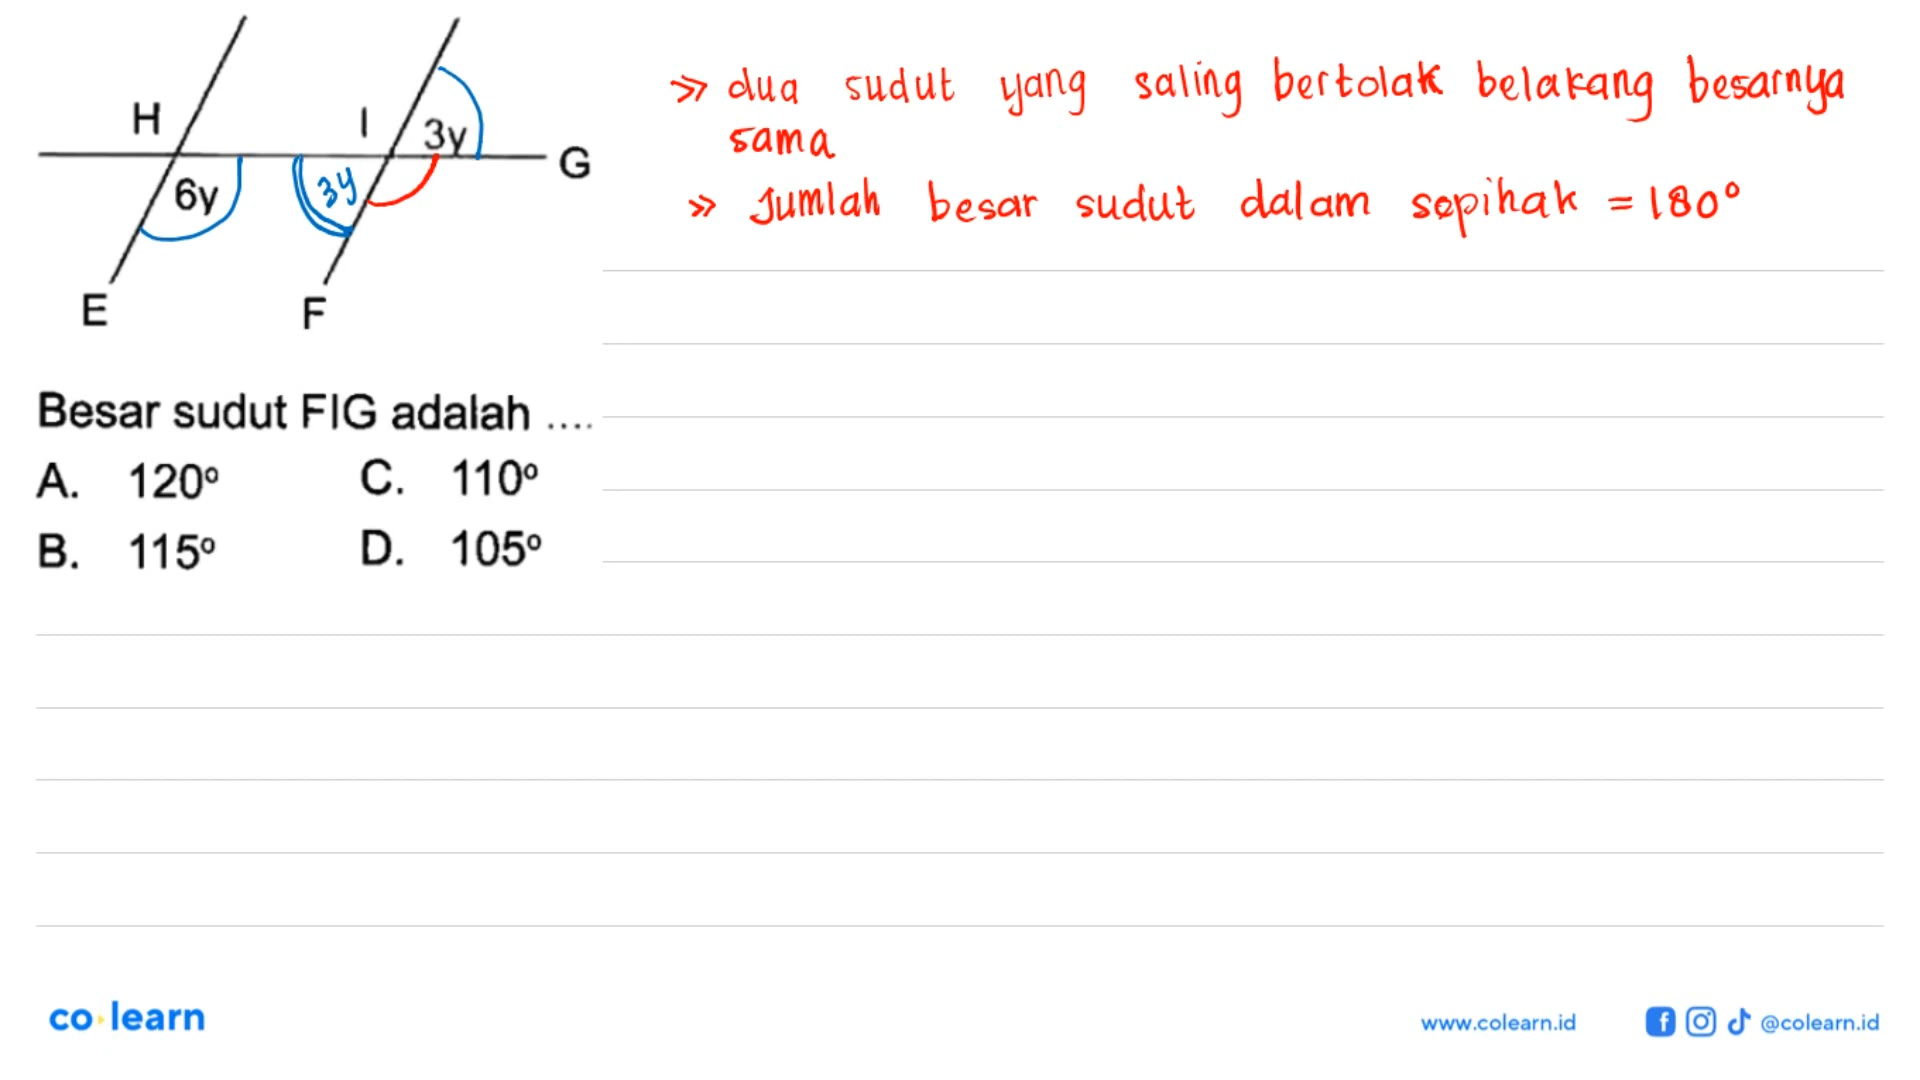 H
I
3y
G
6y
3y
E
F
>> dua sudut yang saling bertolak belakang besarnya
sama
>> Jumlah besar sudut dalam sepihak = 180°
Besar sudut FIG adalah ....
A. 120° C. 110°
B. 115° D. 105°
co learn
www.colearn.id
@colearn.id